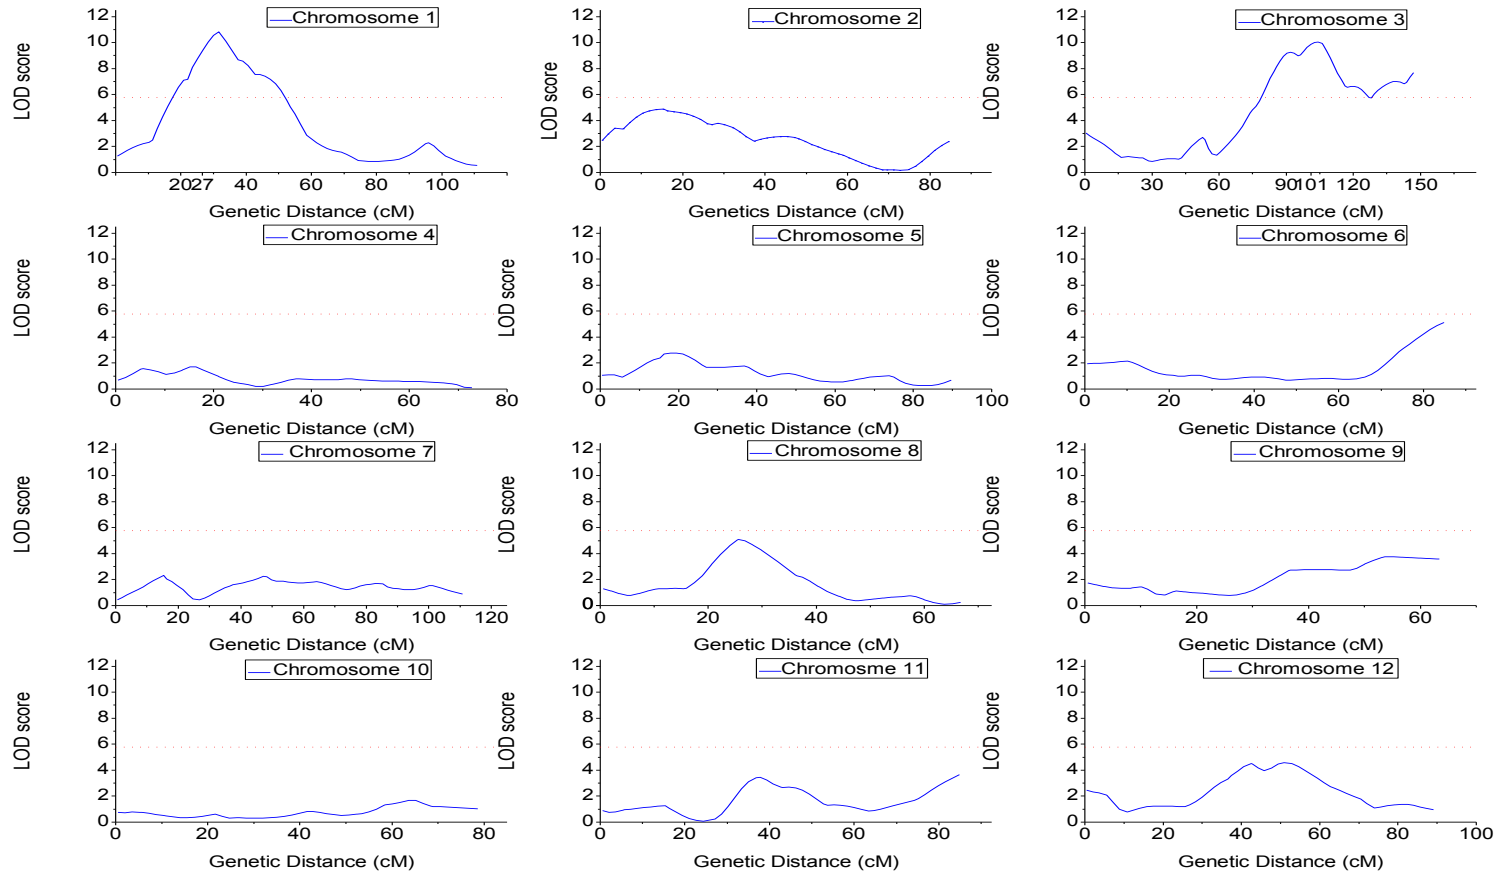 Chromosome 1
LOD score
12
10
8
6
4
2
0
2027 40 60 80 100
Genetic Distance (cM)
Chromosome 2
LOD score
12
10
8
6
4
2
0
0 20 40 60 80
Genetics Distance (cM)
Chromosome 3
LOD score
12
10
8
6
4
2
0
0 30 60 90101 120 150
Genetic Distance (cM)
Chromosome 4
LOD score
12
10
8
6
4
2
0
0 20 40 60 80
Genetic Distance (cM)
Chromosome 5
LOD score
12
10
8
6
4
2
0
0 20 40 60 80 100
Genetic Distance (cM)
Chromosome 6
LOD score
12
10
8
6
4
2
0
0 20 40 60 80
Genetic Distance (cM)
Chromosome 7
LOD score
12
10
8
6
4
2
0
0 20 40 60 80 100 120
Genetic Distance (cM)
Chromosome 8
LOD score
12
10
8
6
4
2
0
0 20 40 60
Genetic Distance (cM)
Chromosome 9
LOD score
12
10
8
6
4
2
0
0 20 40 60
Genetic Distance (cM)
Chromosome 10
LOD score
12
10
8
6
4
2
0
0 20 40 60 80
Genetic Distance (cM)
Chromosme 11
LOD score
12
10
8
6
4
2
0
0 20 40 60 80
Genetic Distance (cM)
Chromosome 12
LOD score
12
10
8
6
4
2
0
0 20 40 60 80 100
Genetic Distance (cM)